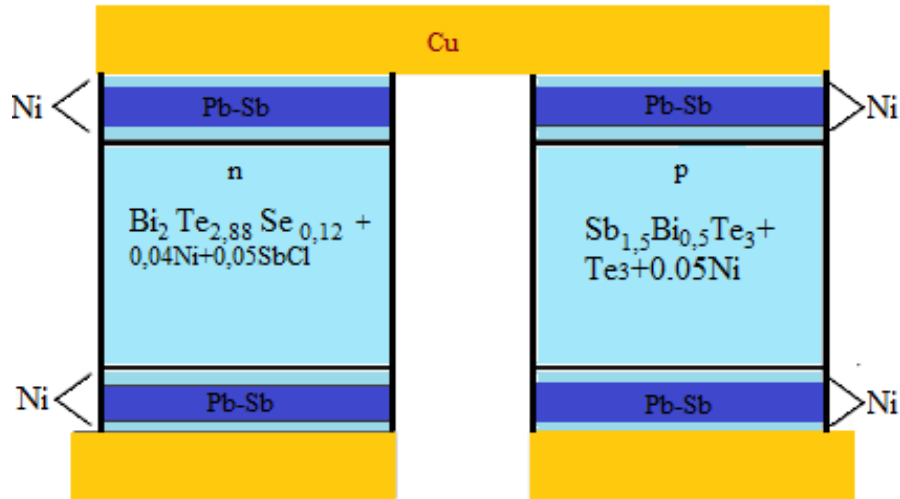 Cu
Ni
Pb-Sb
Pb-Sb
Ni
n
Bi2 Te2,88 Se 0,12 +
0,04Ni+0,05SbCl
p
Sb1,5Bi0,5Te3+
Te3+0.05Ni
Ni
Pb-Sb
Pb-Sb
Ni